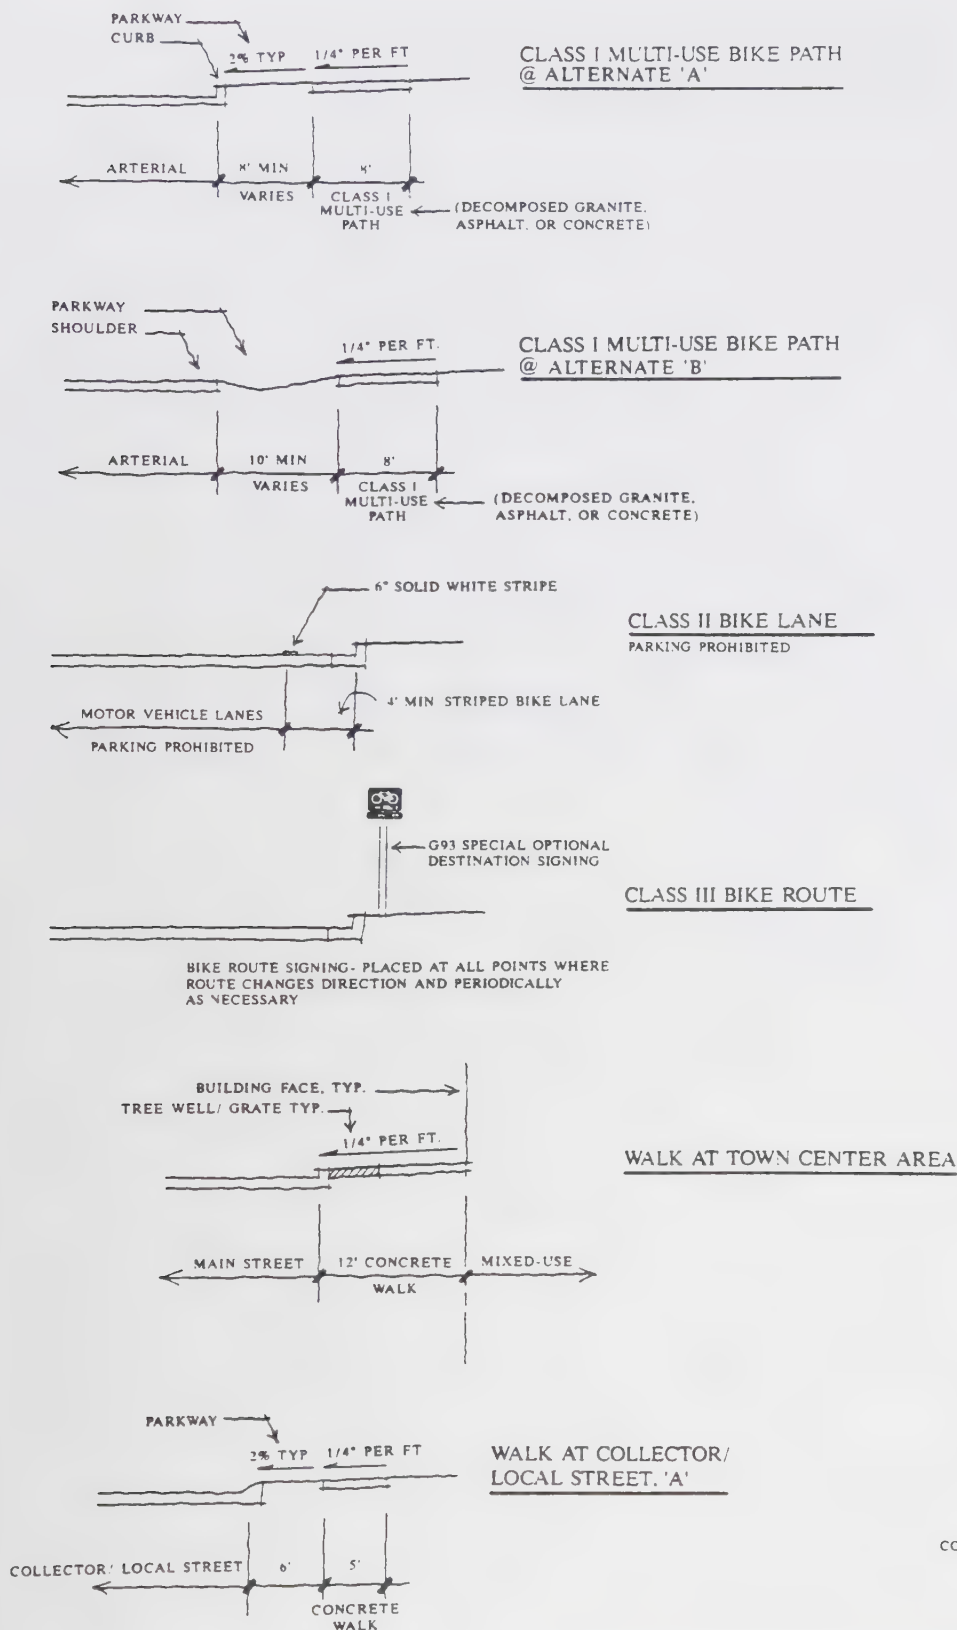 PARKWAY
CURB
2% TYP
1/4" PER FT
CLASS I MULTI-USE BIKE PATH
@ ALTERNATE 'A'
ARTERIAL
8' MIN
8'
VARIES
CLASS I
MULTI-USE
PATH
(DECOMPOSED GRANITE,
ASPHALT, OR CONCRETE)
PARKWAY
SHOULDER
1/4" PER FT.
CLASS I MULTI-USE BIKE PATH
@ ALTERNATE 'B'
ARTERIAL
10' MIN
8'
VARIES
CLASS I
MULTI-USE
PATH
(DECOMPOSED GRANITE,
ASPHALT, OR CONCRETE)
6" SOLID WHITE STRIPE
CLASS II BIKE LANE
PARKING PROHIBITED
4' MIN STRIPED BIKE LANE
MOTOR VEHICLE LANES
PARKING PROHIBITED
G93 SPECIAL OPTIONAL
DESTINATION SIGNING
CLASS III BIKE ROUTE
BIKE ROUTE SIGNING- PLACED AT ALL POINTS WHERE
ROUTE CHANGES DIRECTION AND PERIODICALLY
AS NECESSARY
BUILDING FACE, TYP.
TREE WELL/ GRATE TYP.
1/4" PER FT.
WALK AT TOWN CENTER AREA
MAIN STREET
12' CONCRETE
MIXED-USE
WALK
PARKWAY
2% TYP
1/4" PER FT
WALK AT COLLECTOR/
LOCAL STREET, 'A'
COLLECTOR/ LOCAL STREET
6'
5'
CONCRETE
WALK
CO